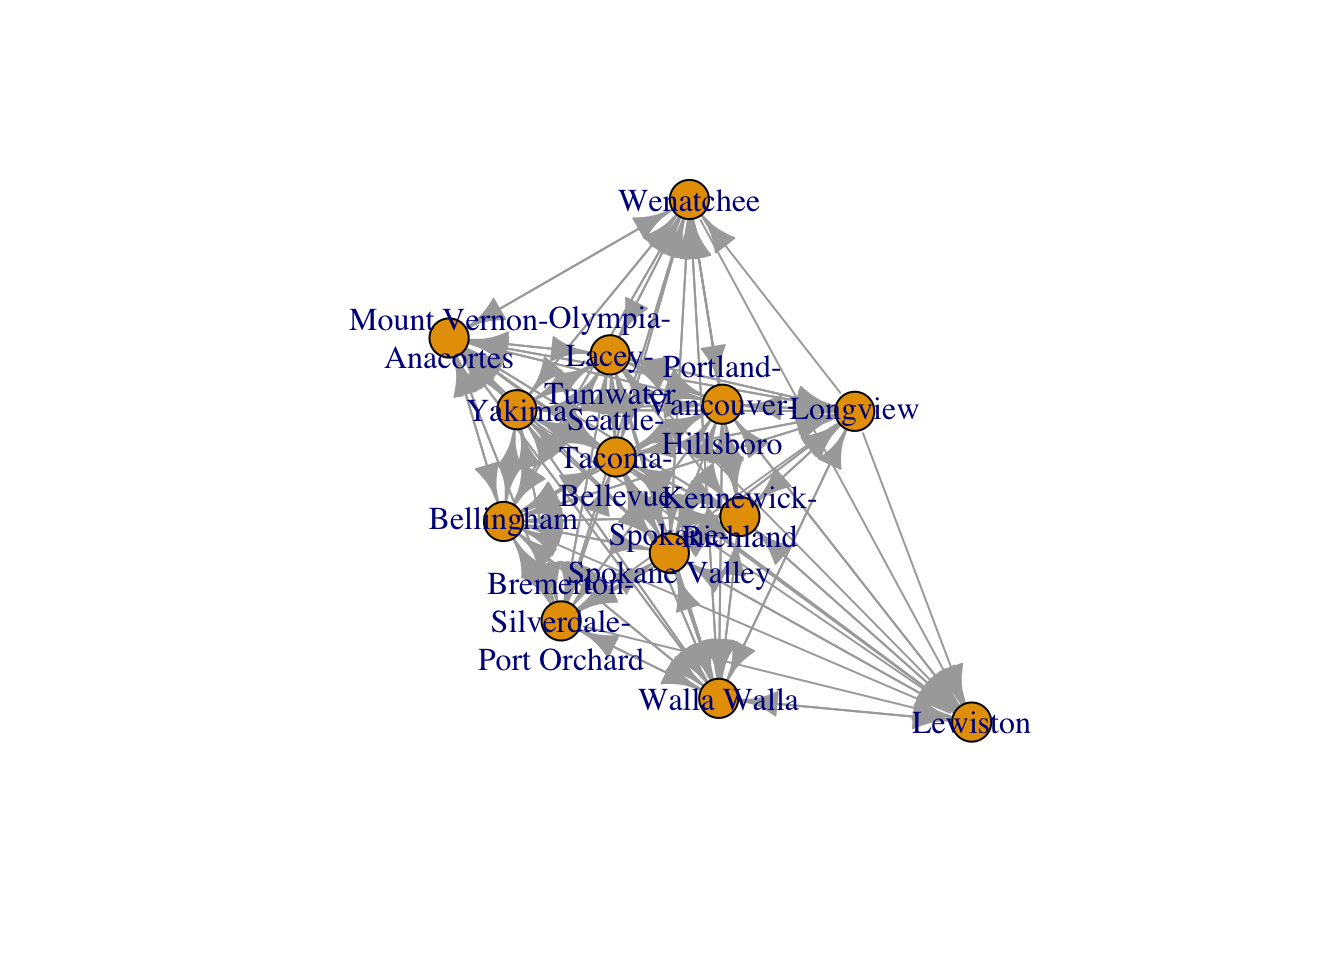 Wenatchee
Mount Vernon-
Anacortes
Olympia-
Lacey-
Tumwater
Portland-
Vancouver-
Hillsboro
Longview
Yakima
Seattle-
Tacoma-
Bellevue
Kennewick-
Richland
Bellingham
Spokane-
Spokane Valley
Bremerton-
Silverdale-
Port Orchard
Walla Walla
Lewiston